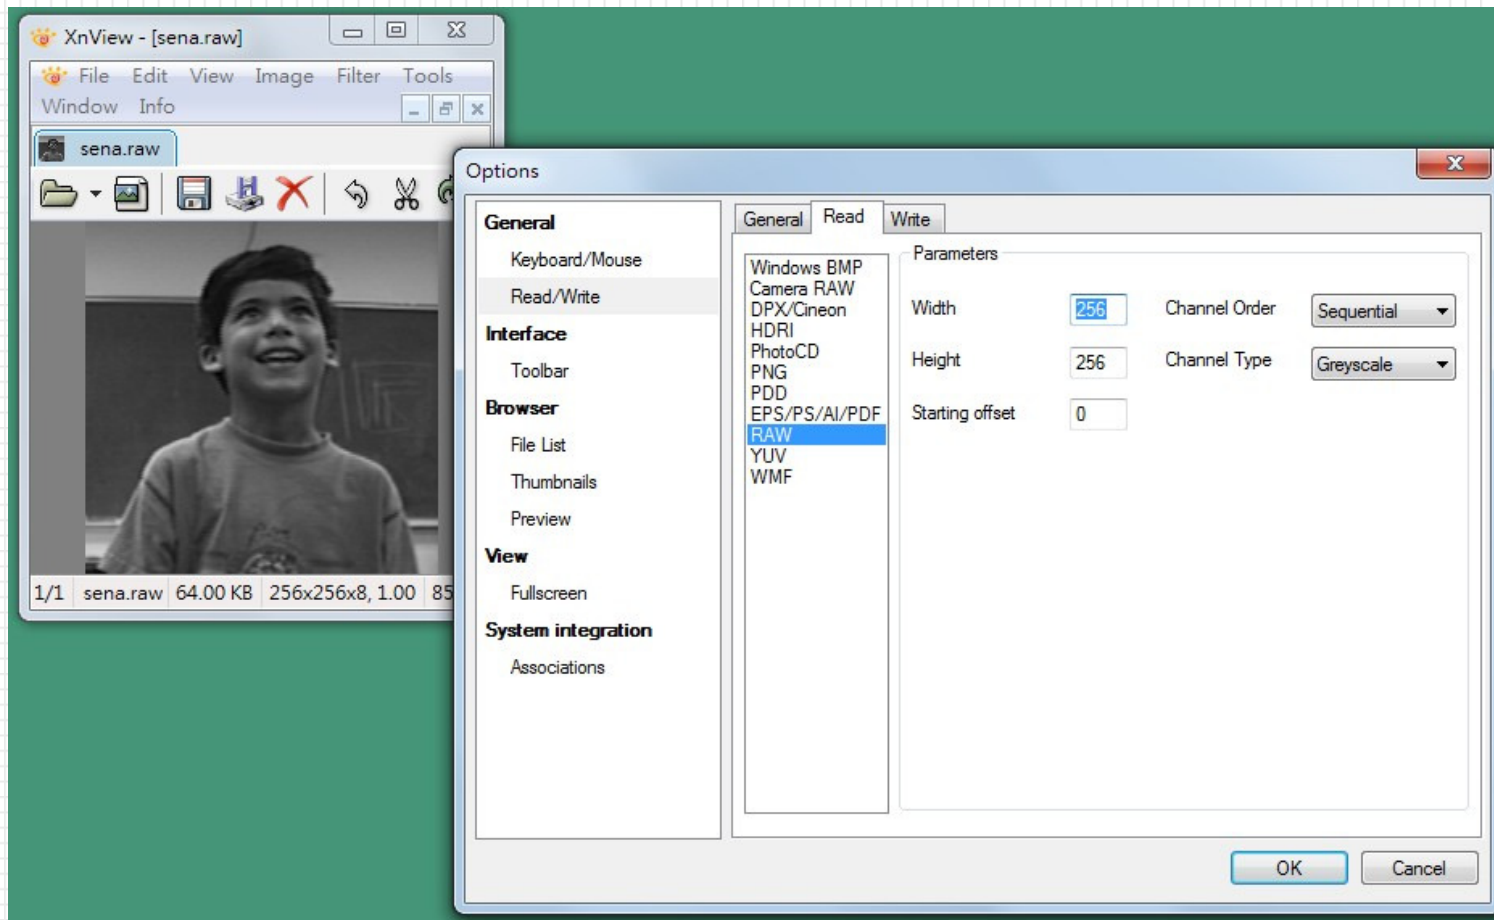 XnView - [sena.raw]
File Edit View Image Filter Tools
Window Info
sena.raw
1/1 sena.raw 64.00 KB 256x256x8, 1.00 85
Options
General
Keyboard/Mouse
Read/Write
Interface
Toolbar
Browser
File List
Thumbnails
Preview
View
Fullscreen
System integration
Associations
General Read Write
Windows BMP
Camera RAW
DPX/Cineon
HDRI
PhotoCD
PNG
PDD
EPS/PS/AI/PDF
RAW
YUV
WMF
Parameters
Width 256 Channel Order Sequential
Height 256 Channel Type Greyscale
Starting offset 0
OK Cancel